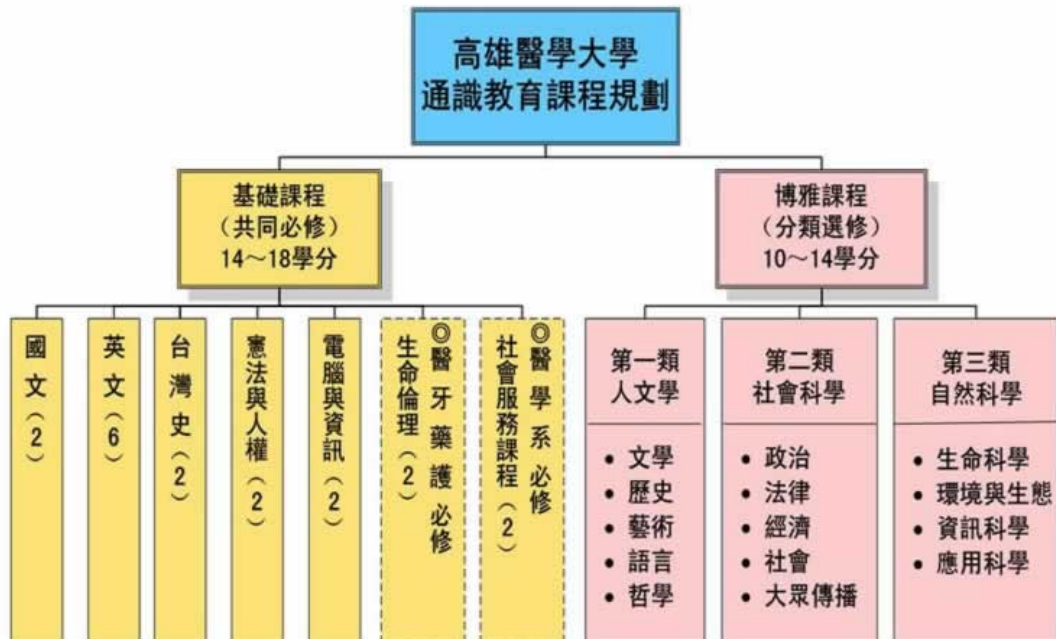 高雄醫學大學
通識教育課程規劃
基礎課程
（共同必修）
14～18學分
博雅課程
（分類選修）
10～14學分
國文（2）
英文（6）
台灣史（2）
憲法與人權（2）
電腦與資訊（2）
◎醫牙藥護必修
生命倫理（2）
◎醫學系必修
社會服務課程（2）
第一類
人文學
• 文學
• 歷史
• 藝術
• 語言
• 哲學
第二類
社會科學
• 政治
• 法律
• 經濟
• 社會
• 大眾傳播
第三類
自然科學
• 生命科學
• 環境與生態
• 資訊科學
• 應用科學